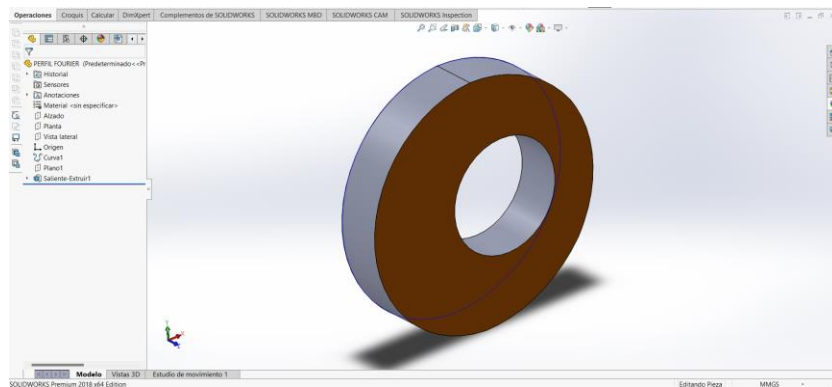 Operaciones Croquis Calcular DimXpert Complementos de SOLIDWORKS SOLIDWORKS MBD SOLIDWORKS CAM SOLIDWORKS Inspection
PERFIL FOURIER (Predeterminado<<Pr
Historial
Sensores
Anotaciones
Material <sin especificar>
Alzado
Planta
Vista lateral
Origen
Curva1
Plano1
Saliente-Extruir1
Modelo Vistas 3D Estudio de movimiento 1
SOLIDWORKS Premium 2018 x64 Edition Editando Pieza MMGS